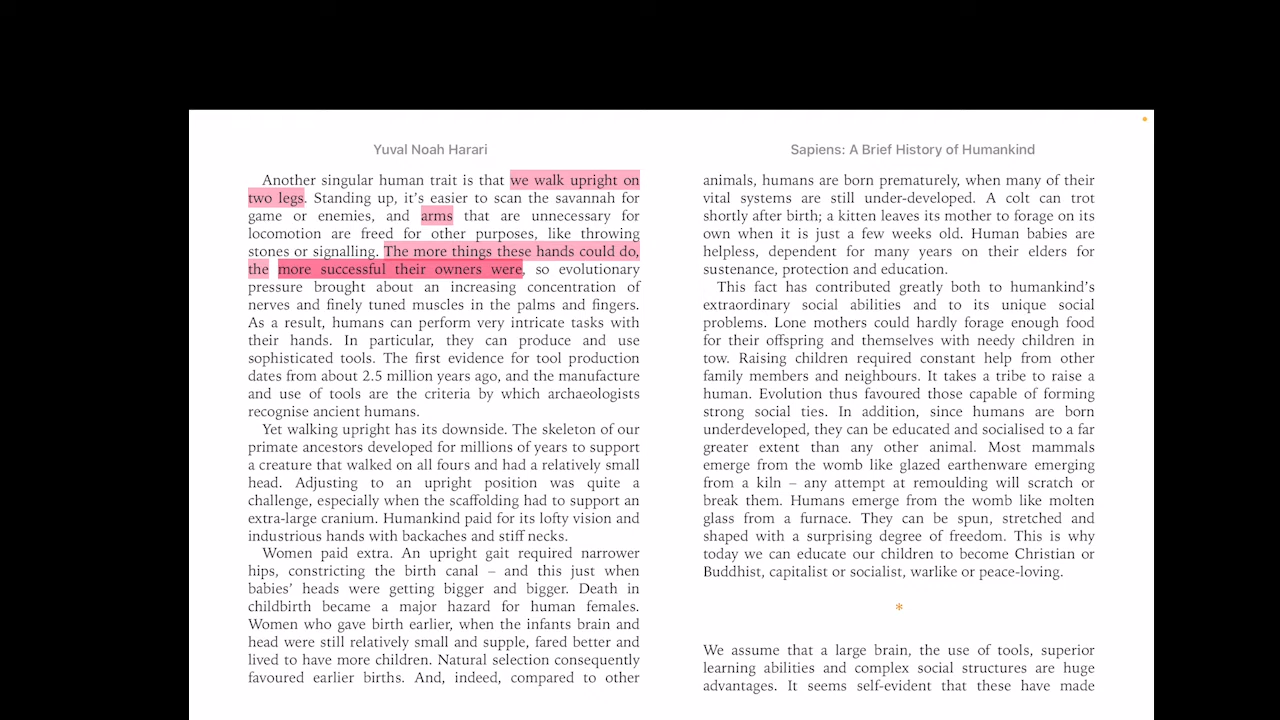 Yuval Noah Harari
Another singular human trait is that we walk upright on
two legs. Standing up, it's easier to scan the savannah for
game or enemies, and arms that are unnecessary for
locomotion are freed for other purposes, like throwing
stones or signalling. The more things these hands could do,
the more successful their owners were, so evolutionary
pressure brought about an increasing concentration of
nerves and finely tuned muscles in the palms and fingers.
As a result, humans can perform very intricate tasks with
their hands. In particular, they can produce and use
sophisticated tools. The first evidence for tool production
dates from about 2.5 million years ago, and the manufacture
and use of tools are the criteria by which archaeologists
recognise ancient humans.
Yet walking upright has its downside. The skeleton of our
primate ancestors developed for millions of years to support
a creature that walked on all fours and had a relatively small
head. Adjusting to an upright position was quite a
challenge, especially when the scaffolding had to support an
extra-large cranium. Humankind paid for its lofty vision and
industrious hands with backaches and stiff necks.
Women paid extra. An upright gait required narrower
hips, constricting the birth canal – and this just when
babies' heads were getting bigger and bigger. Death in
childbirth became a major hazard for human females.
Women who gave birth earlier, when the infants brain and
head were still relatively small and supple, fared better and
lived to have more children. Natural selection consequently
favoured earlier births. And, indeed, compared to other
Sapiens: A Brief History of Humankind
animals, humans are born prematurely, when many of their
vital systems are still under-developed. A colt can trot
shortly after birth; a kitten leaves its mother to forage on its
own when it is just a few weeks old. Human babies are
helpless, dependent for many years on their elders for
sustenance, protection and education.
This fact has contributed greatly both to humankind's
extraordinary social abilities and to its unique social
problems. Lone mothers could hardly forage enough food
for their offspring and themselves with needy children in
tow. Raising children required constant help from other
family members and neighbours. It takes a tribe to raise a
human. Evolution thus favoured those capable of forming
strong social ties. In addition, since humans are born
underdeveloped, they can be educated and socialised to a far
greater extent than any other animal. Most mammals
emerge from the womb like glazed earthenware emerging
from a kiln – any attempt at remoulding will scratch or
break them. Humans emerge from the womb like molten
glass from a furnace. They can be spun, stretched and
shaped with a surprising degree of freedom. This is why
today we can educate our children to become Christian or
Buddhist, capitalist or socialist, warlike or peace-loving.
*
We assume that a large brain, the use of tools, superior
learning abilities and complex social structures are huge
advantages. It seems self-evident that these have made